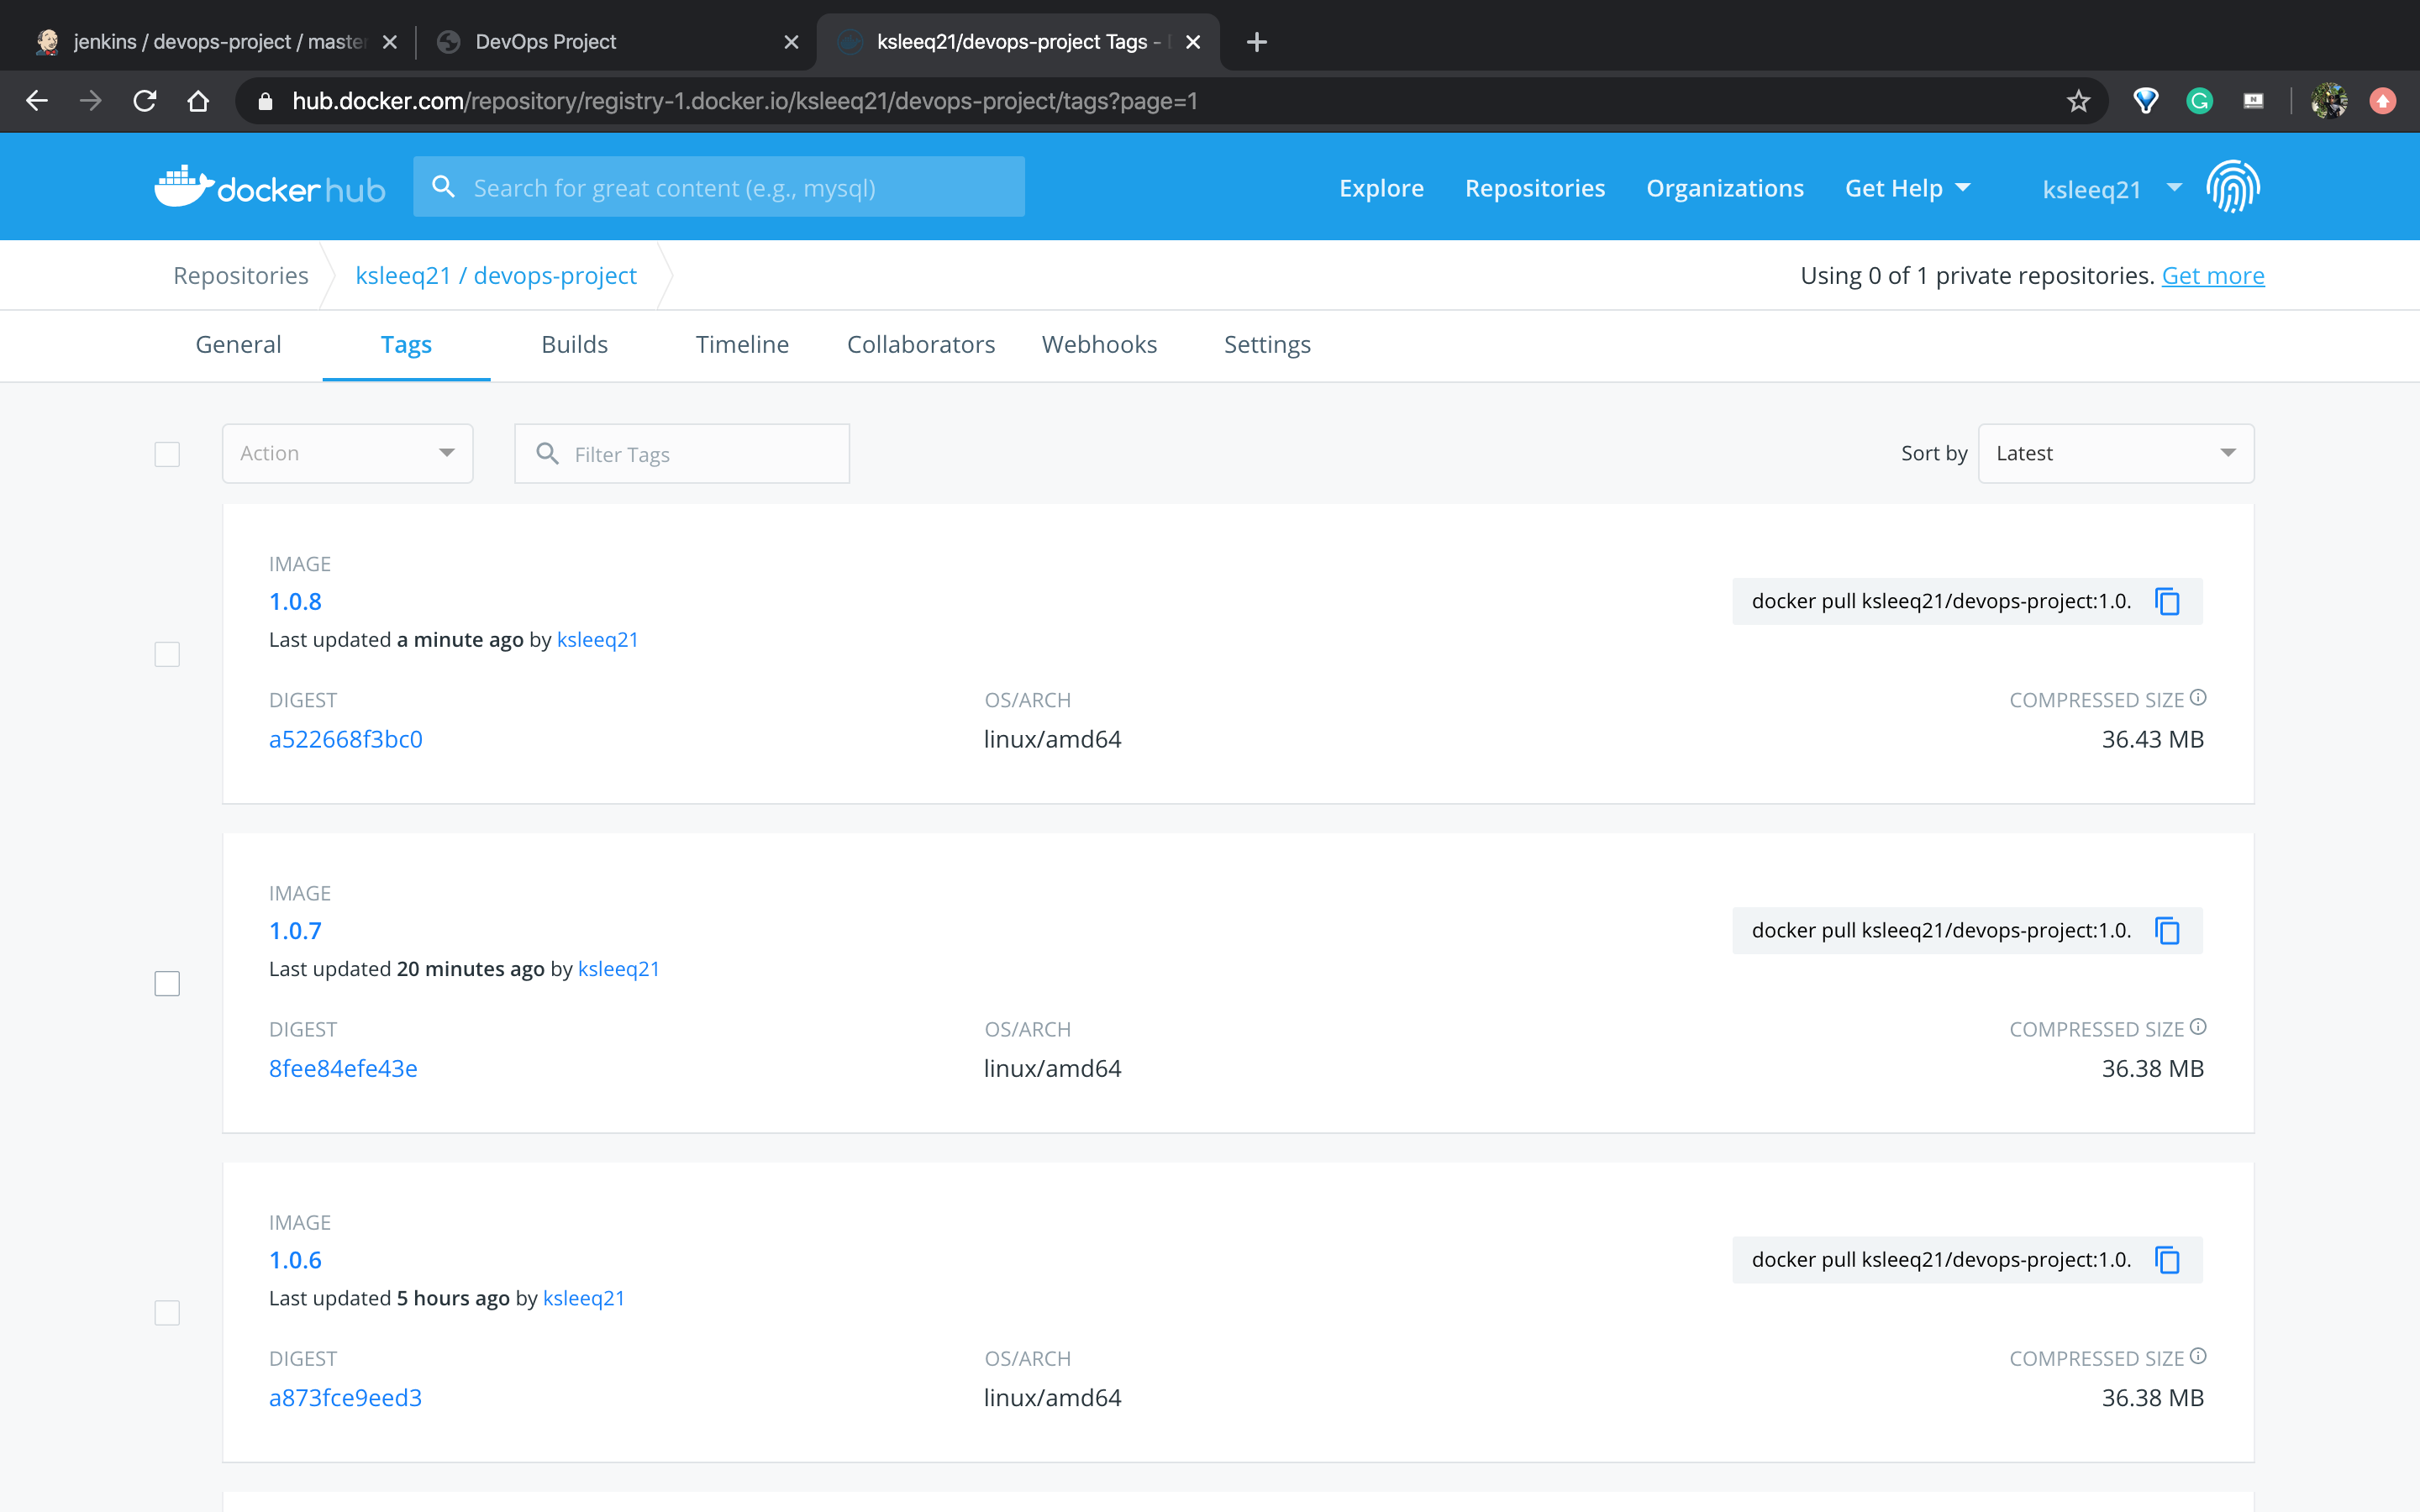 jenkins / devops-project / master
DevOps Project
ksleeq21/devops-project Tags -
hub.docker.com/repository/registry-1.docker.io/ksleeq21/devops-project/tags?page=1
docker hub
Search for great content (e.g., mysql)
Explore
Repositories
Organizations
Get Help
ksleeq21
Repositories
ksleeq21 / devops-project
Using 0 of 1 private repositories. Get more
General
Tags
Builds
Timeline
Collaborators
Webhooks
Settings
Action
Filter Tags
Sort by
Latest
IMAGE
1.0.8
docker pull ksleeq21/devops-project:1.0.
Last updated a minute ago by ksleeq21
DIGEST
OS/ARCH
COMPRESSED SIZE
a522668f3bc0
linux/amd64
36.43 MB
IMAGE
1.0.7
docker pull ksleeq21/devops-project:1.0.
Last updated 20 minutes ago by ksleeq21
DIGEST
OS/ARCH
COMPRESSED SIZE
8fee84efe43e
linux/amd64
36.38 MB
IMAGE
1.0.6
docker pull ksleeq21/devops-project:1.0.
Last updated 5 hours ago by ksleeq21
DIGEST
OS/ARCH
COMPRESSED SIZE
a873fce9eed3
linux/amd64
36.38 MB